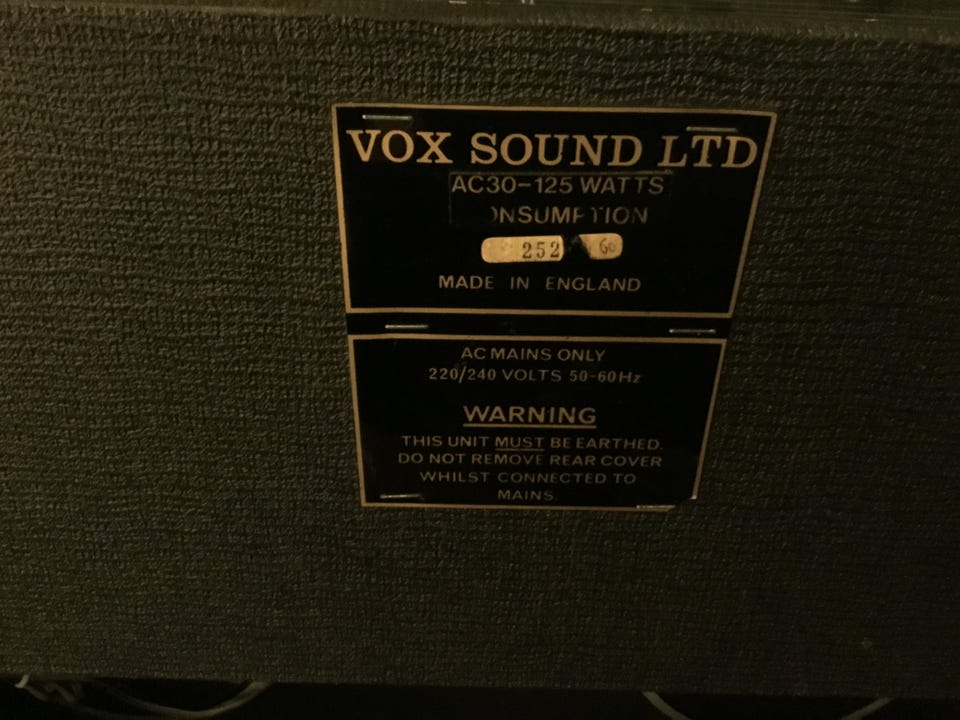 VOX SOUND LTD
AC30-125 WATTS
ONSUMPTION
252 60
MADE IN ENGLAND
AC MAINS ONLY
220/240 VOLTS 50-60Hz
WARNING
THIS UNIT MUST BE EARTHED.
DO NOT REMOVE REAR COVER
WHILST CONNECTED TO
MAINS.